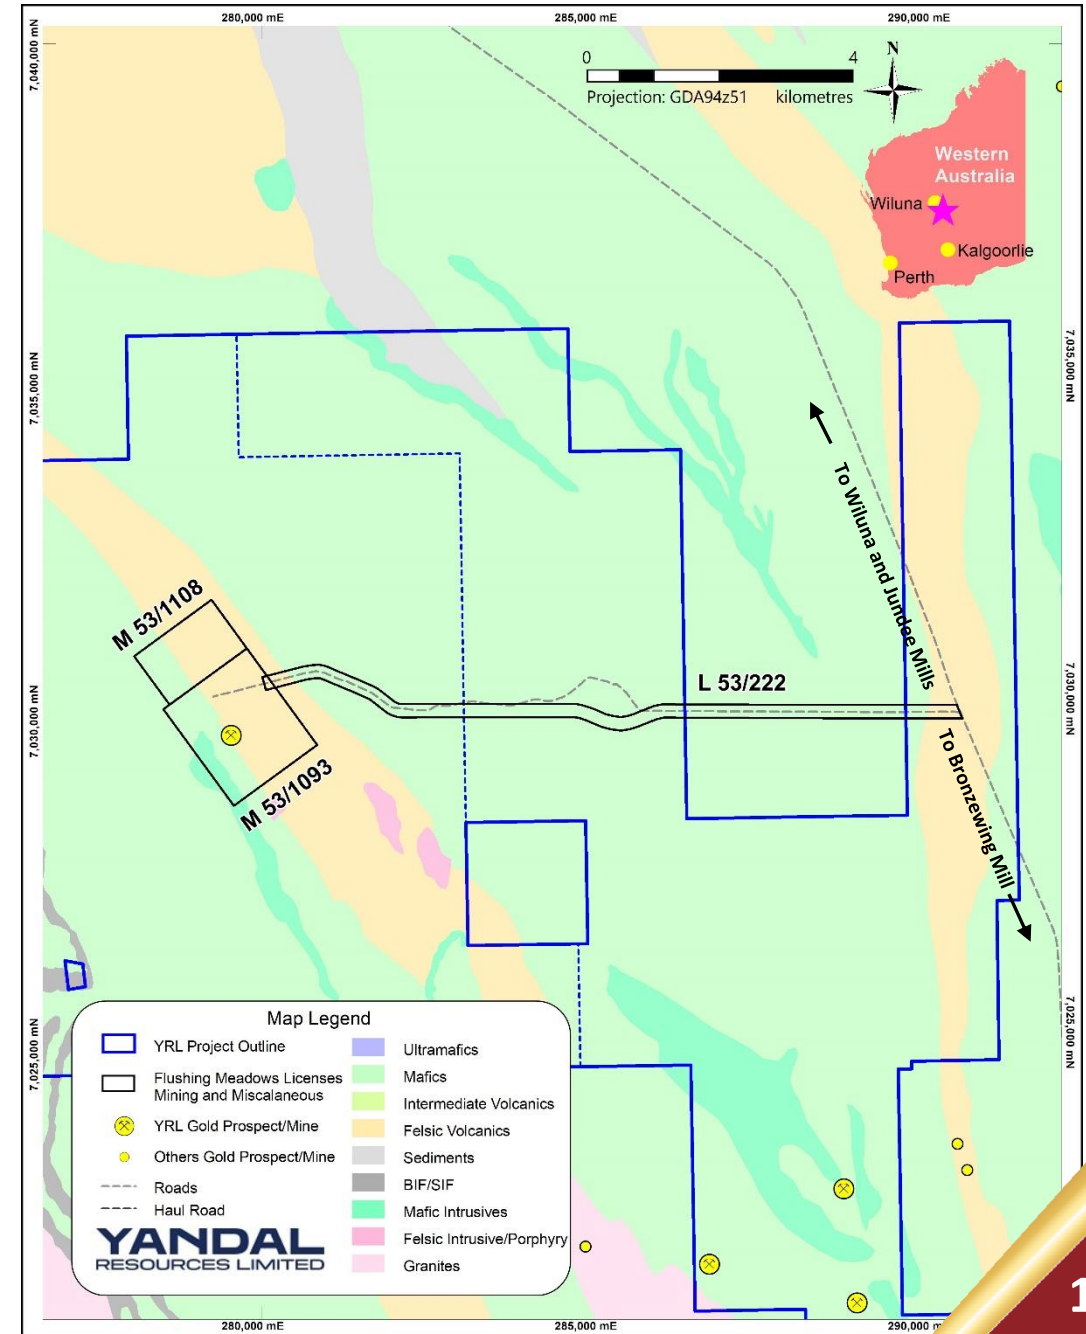 280,000 mE
285,000 mE
290,000 mE
7,040,000 mN
0
4
N
Projection: GDA94z51
kilometres
Western
Australia
Wiluna
Kalgoorlie
Perth
7,035,000 mN
7,035,000 mN
To Wiluna and Jundee Mills
M 53/1108
L 53/222
7,030,000 mN
7,030,000 mN
M 53/1093
To Bronzewing Mill
7,025,000 mN
7,025,000 mN
Map Legend
YRL Project Outline
Flushing Meadows Licenses
Mining and Miscalaneous
YRL Gold Prospect/Mine
Others Gold Prospect/Mine
Roads
Haul Road
YANDAL
RESOURCES LIMITED
Ultramafics
Mafics
Intermediate Volcanics
Felsic Volcanics
Sediments
BIF/SIF
Mafic Intrusives
Felsic Intrusive/Porphyry
Granites
280,000 mE
285,000 mE
290,000 m
1